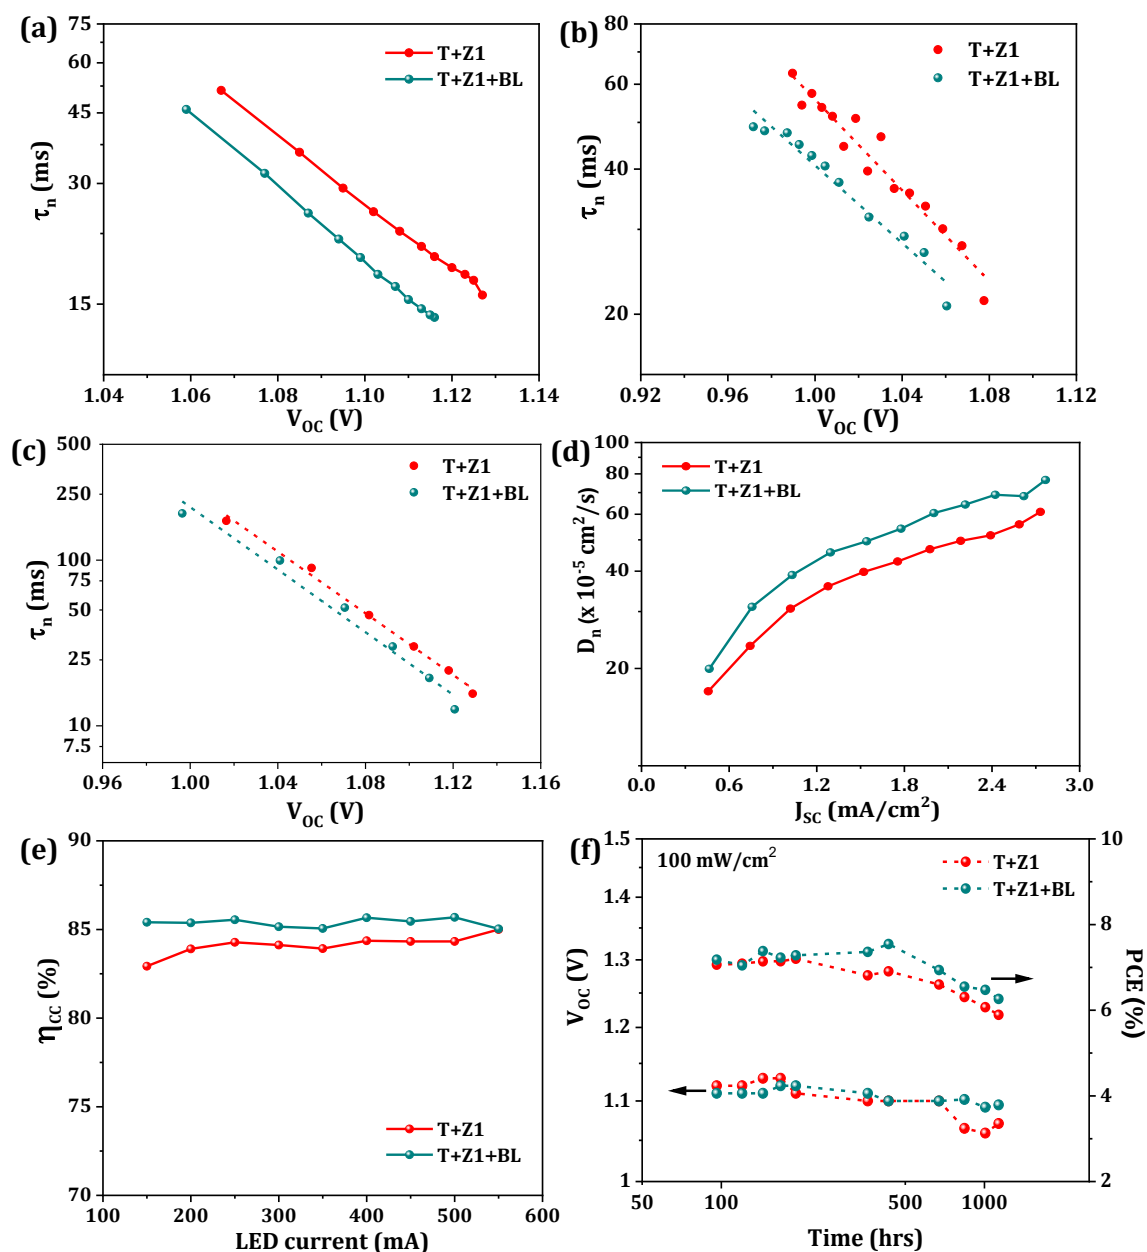 (a)
75
60
45
30
15
τn (ms)
T+Z1
T+Z1+BL
1.04 1.06 1.08 1.10 1.12 1.14
VOC (V)
(b)
80
60
40
20
τn (ms)
T+Z1
T+Z1+BL
0.92 0.96 1.00 1.04 1.08 1.12
VOC (V)
(c)
500
250
100
75
50
25
10
7.5
τn (ms)
T+Z1
T+Z1+BL
0.96 1.00 1.04 1.08 1.12 1.16
VOC (V)
(d)
100
80
60
40
20
Dn (x 10-5 cm2/s)
T+Z1
T+Z1+BL
0.0 0.6 1.2 1.8 2.4 3.0
JSC (mA/cm2)
(e)
90
85
80
75
70
ηCC (%)
T+Z1
T+Z1+BL
100 200 300 400 500 600
LED current (mA)
(f)
100 mW/cm2
T+Z1
T+Z1+BL
1.5
1.4
1.3
1.2
1.1
1
VOC (V)
10
8
6
4
2
PCE (%)
50 100 500 1000
Time (hrs)